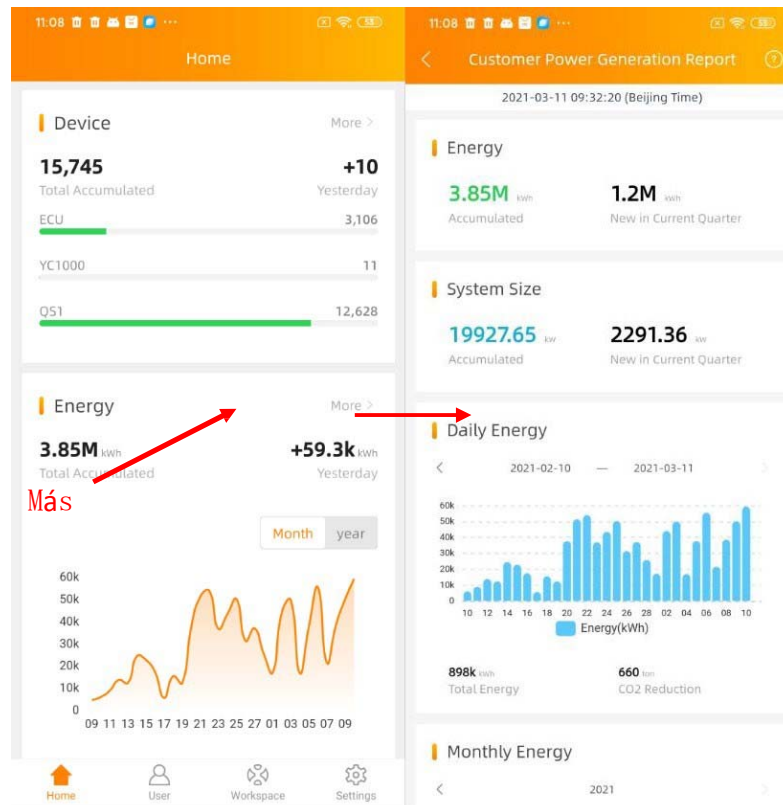 11:08
58
Home
Device
More >
15,745
+10
Total Accumulated
Yesterday
ECU
3,106
YC1000
11
QS1
12,628
Energy
More >
3.85M kWh
+59.3k kWh
Total Accumulated
Yesterday
Más
Month
year
60k
50k
40k
30k
20k
10k
0
09 11 13 15 17 19 21 23 25 27 01 03 05 07 09
Home
User
Workspace
Settings
11:08
Customer Power Generation Report
?
2021-03-11 09:32:20 (Beijing Time)
Energy
3.85M kWh
1.2M kWh
Accumulated
New in Current Quarter
System Size
19927.65 kW
2291.36 kW
Accumulated
New in Current Quarter
Daily Energy
< 2021-02-10 — 2021-03-11 >
60k
50k
40k
30k
20k
10k
0
10 12 14 16 18 20 22 24 26 28 02 04 06 08 10
Energy(kWh)
898k kWh
660 ton
Total Energy
CO2 Reduction
Monthly Energy
< 2021 >